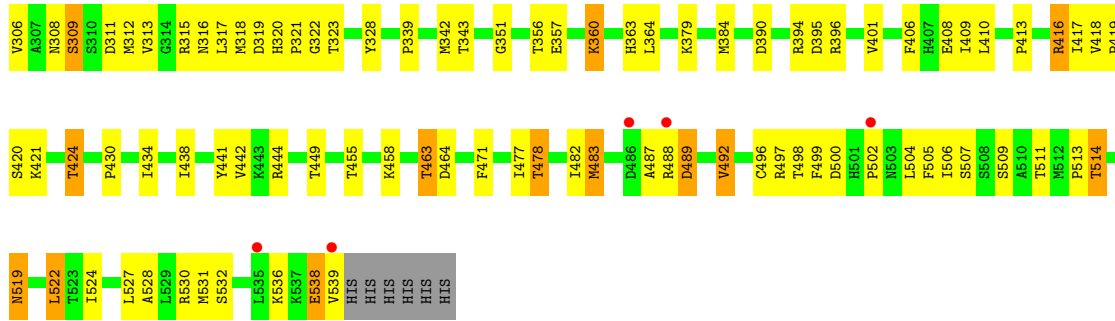 V306 A307 N308 S309 S310 D311 M312 V313 G314 R315 N316 L317 M318 D319 H320 P321 G322 T323 Y328 P339 M342 T343 G351 T356 E357 K360 H363 L364 K379 M384 D390 R394 D395 R396 V401 F406 H407 E408 I409 L410 P413 R416 I417 V418
S420 K421 T424 P430 I434 I438 Y441 V442 K443 R444 T449 T455 K458 T463 D464 F471 I477 T478 I482 M483 D486 A487 R488 D489 V492 C496 R497 T498 F499 D500 H501 P502 N503 L504 F505 I506 S507 S508 S509 A510 T511 M512 P513 T514
N519 L522 T523 I524 L527 A528 L529 R530 M531 S532 L535 K536 K537 E538 V539 HIS HIS HIS HIS HIS HIS